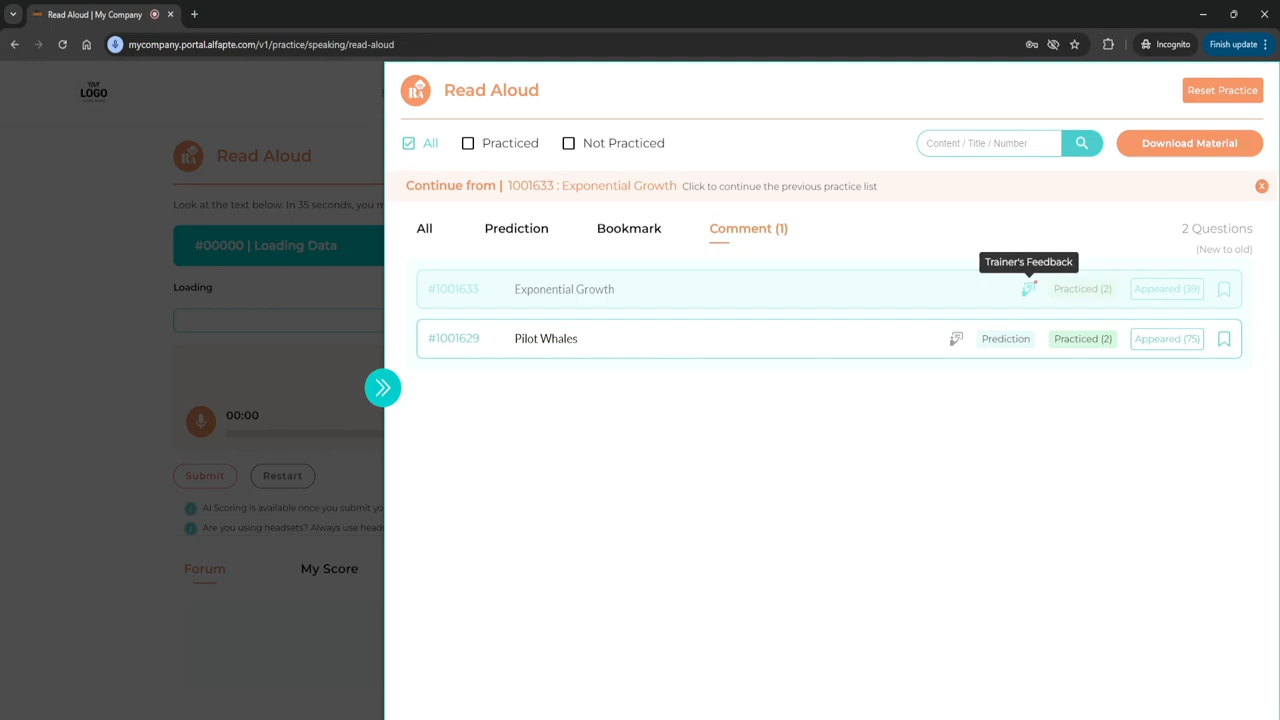 Read Aloud | My Company
mycompany.portal.alfapte.com/v1/practice/speaking/read-aloud
Incognito
Finish update
YOUR
LOGO
Read Aloud
Look at the text below. In 35 seconds, you m
#00000 | Loading Data
Loading
00:00
Submit
Restart
AI Scoring is available once you submit yo
Are you using headsets? Always use heads
Forum
My Score
RA
Read Aloud
Reset Practice
All
Practiced
Not Practiced
Content / Title / Number
Download Material
Continue from | 1001633 : Exponential Growth Click to continue the previous practice list
X
All
Prediction
Bookmark
Comment (1)
2 Questions
(New to old)
Trainer's Feedback
#1001633
Exponential Growth
Practiced (2)
Appeared (39)
#1001629
Pilot Whales
Prediction
Practiced (2)
Appeared (75)